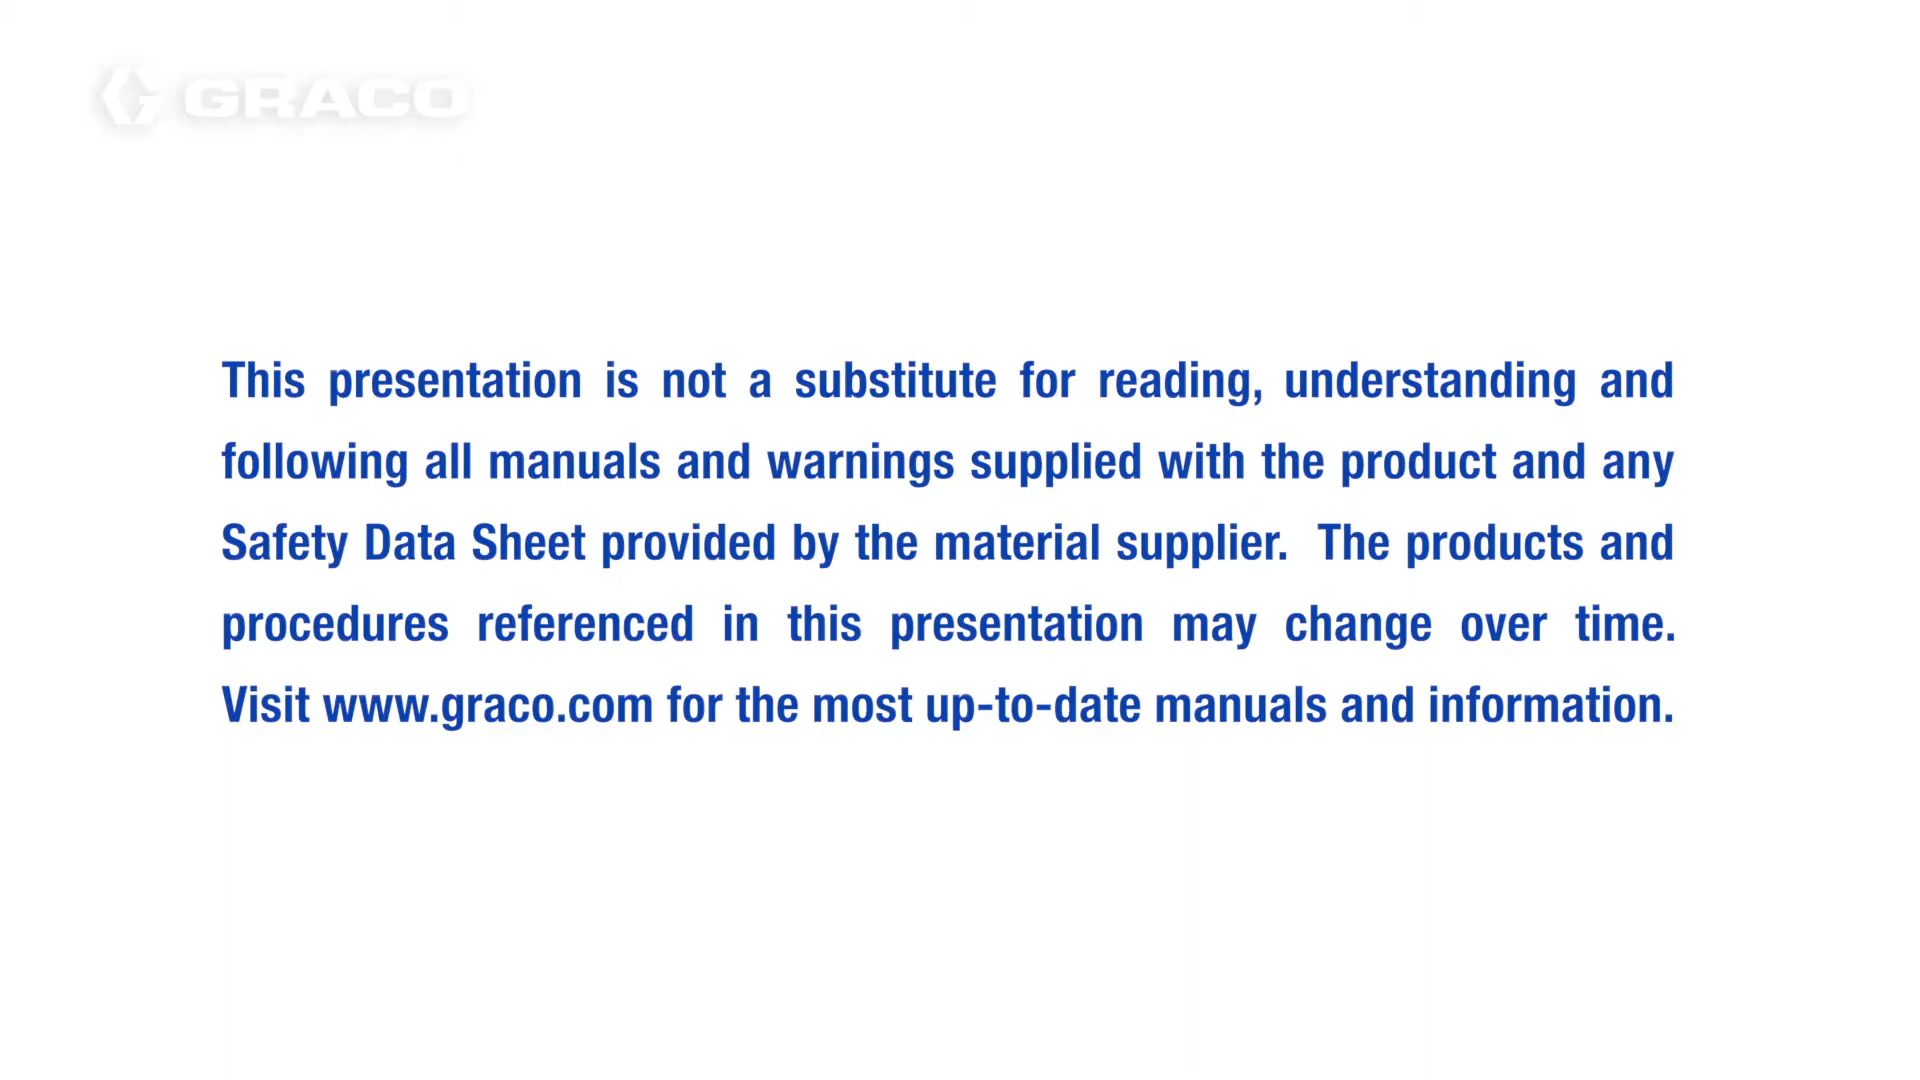 GRACO
This presentation is not a substitute for reading, understanding and
following all manuals and warnings supplied with the product and any
Safety Data Sheet provided by the material supplier.  The products and
procedures referenced in this presentation may change over time.
Visit www.graco.com for the most up-to-date manuals and information.